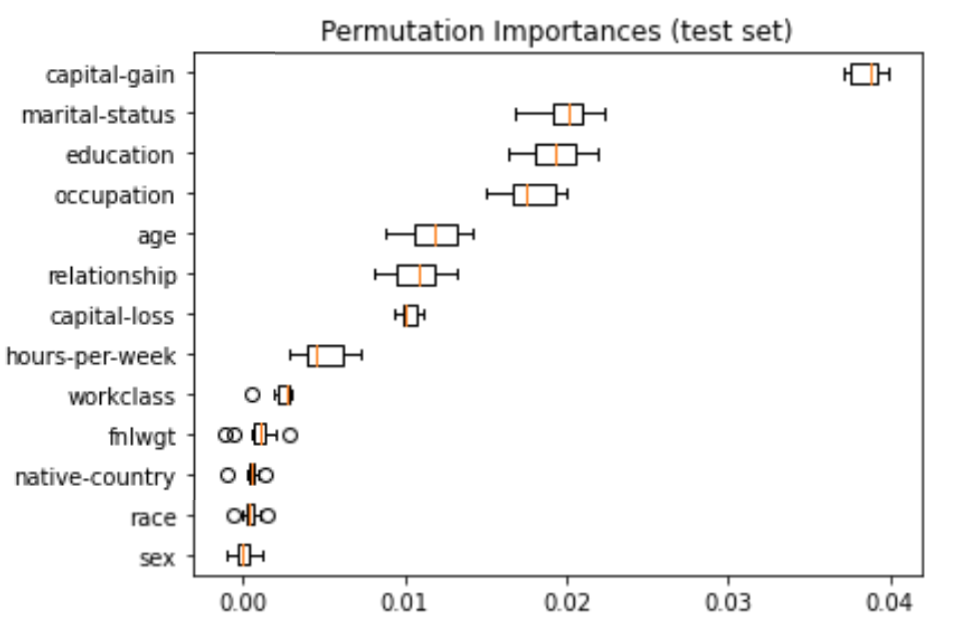 Permutation Importances (test set)
capital-gain
marital-status
education
occupation
age
relationship
capital-loss
hours-per-week
workclass
fnlwgt
native-country
race
sex
0.00 0.01 0.02 0.03 0.04